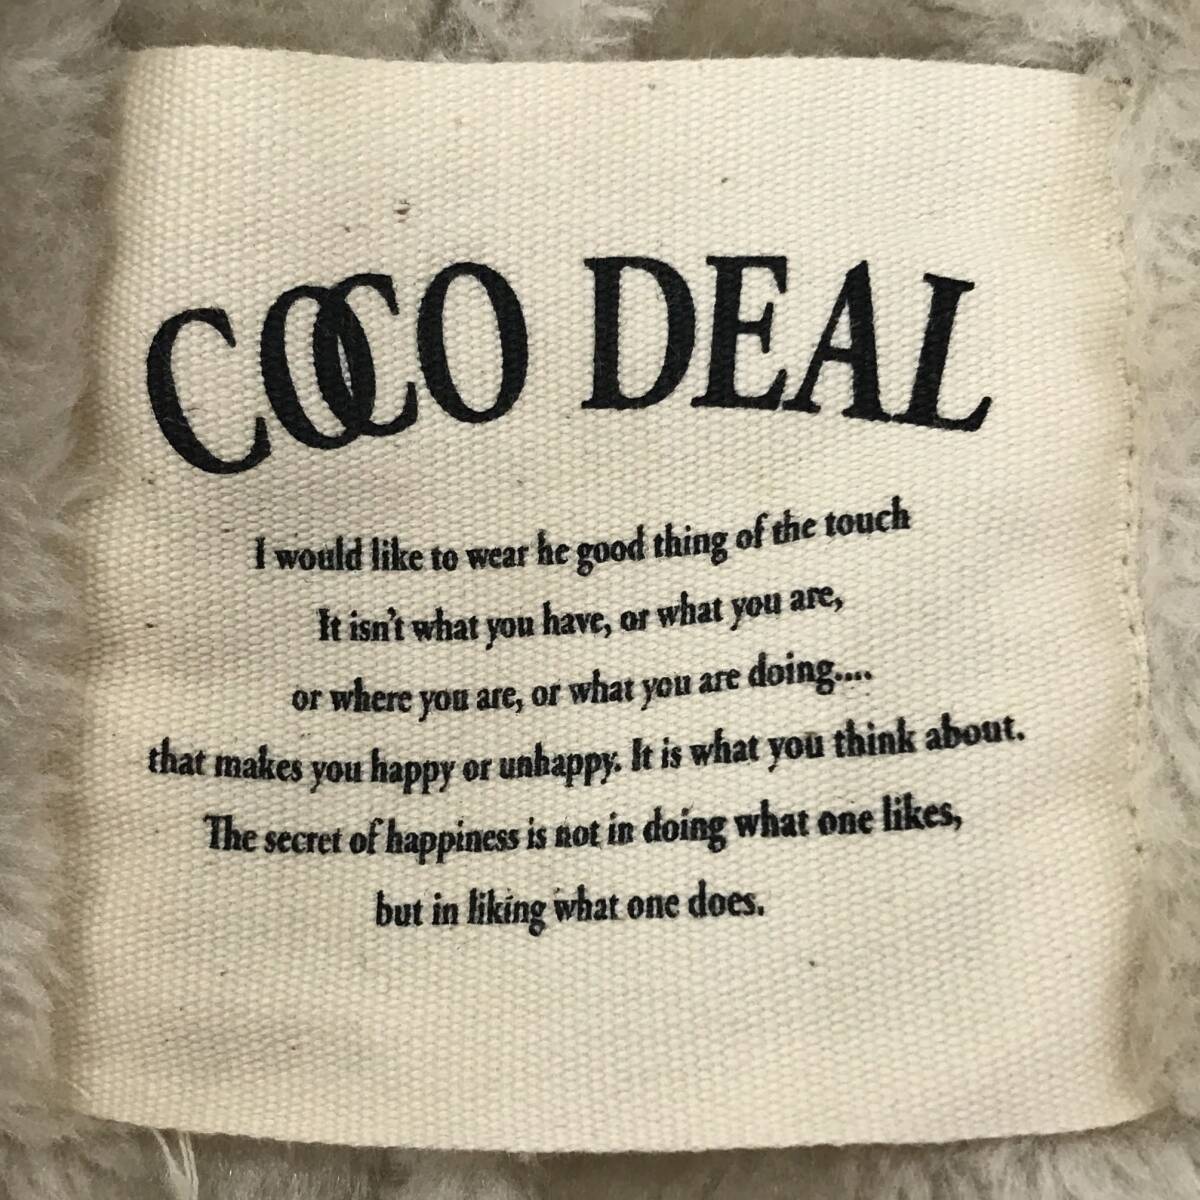 COCO DEAL
I would like to wear he good thing of the touch
It isn't what you have, or what you are,
or where you are, or what you are doing....
that makes you happy or unhappy. It is what you think about.
The secret of happiness is not in doing what one likes,
but in liking what one does.